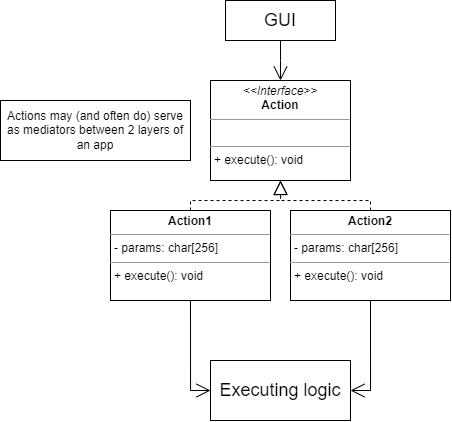 GUI
<<Interface>>
Action
Actions may (and often do) serve
as mediators between 2 layers of
an app
+ execute(): void
Action1
- params: char[256]
+ execute(): void
Action2
- params: char[256]
+ execute(): void
Executing logic